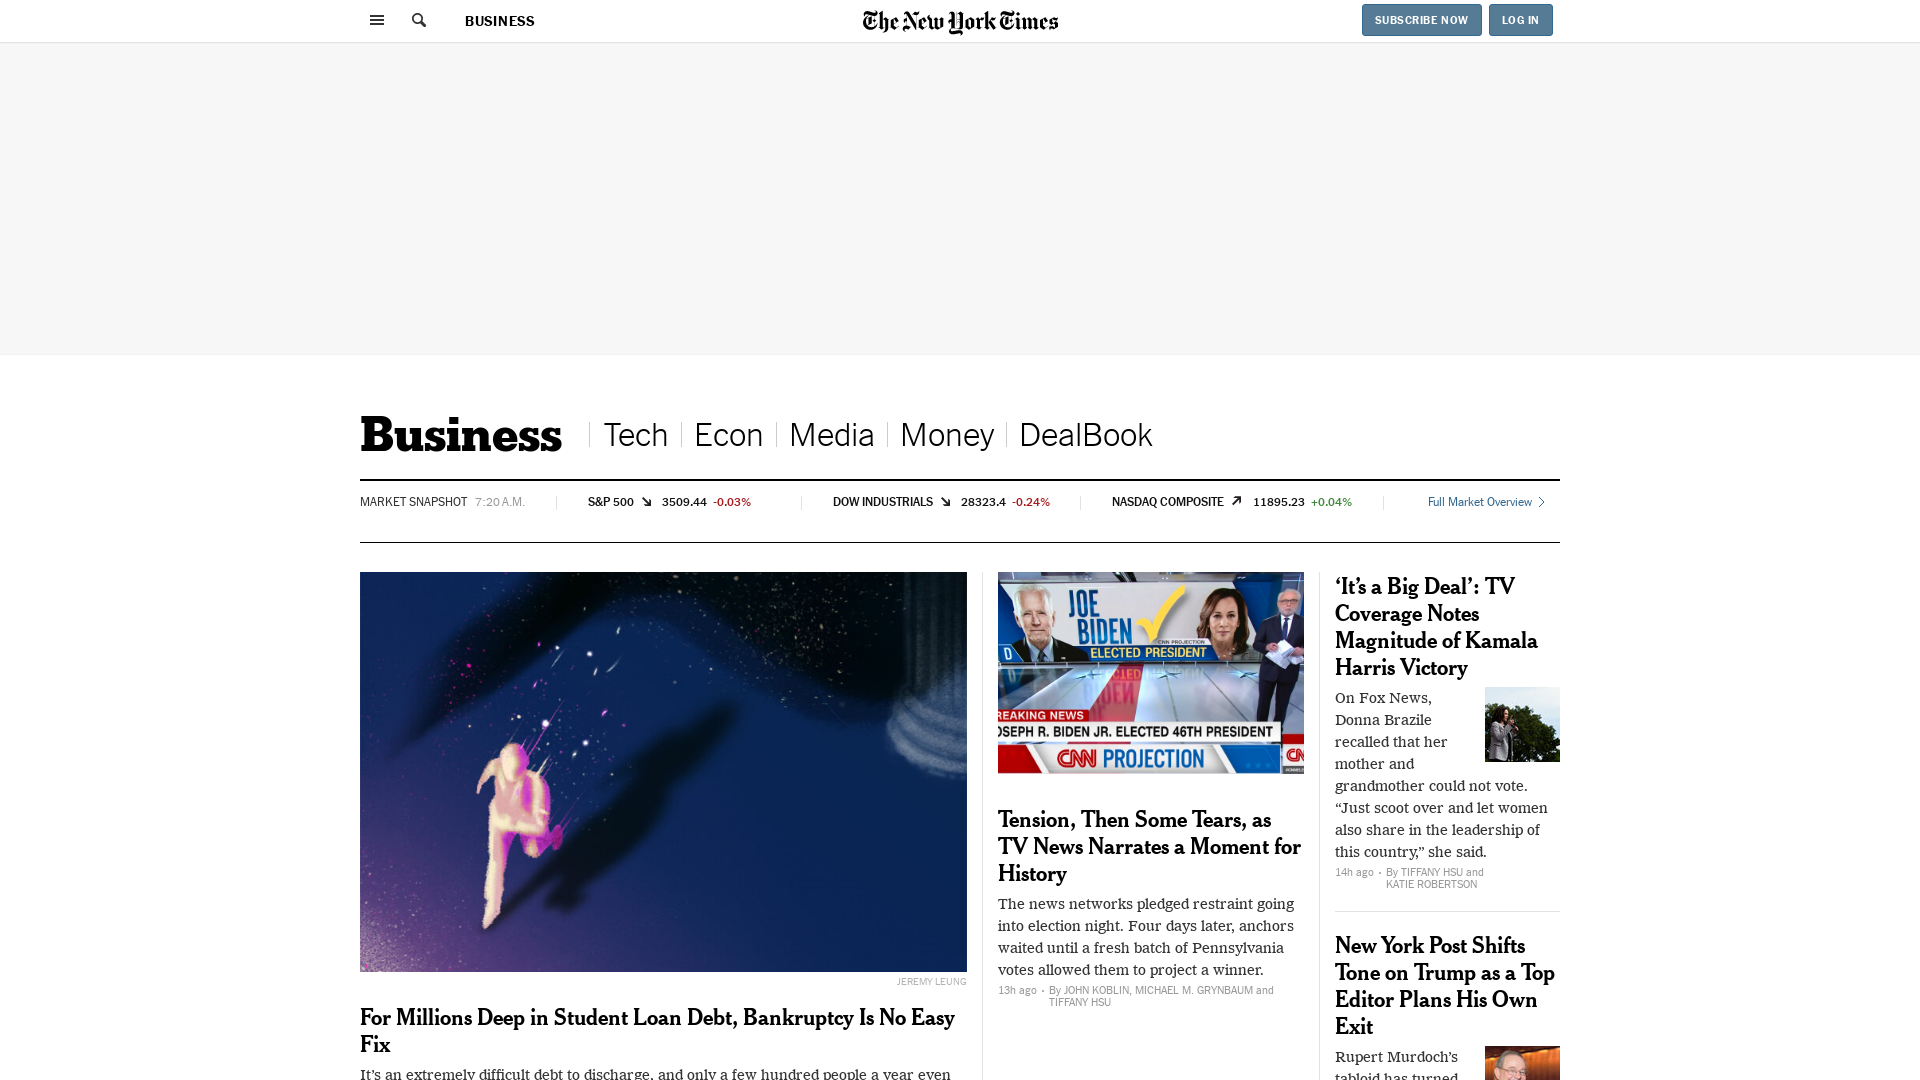 BUSINESS
The New York Times
SUBSCRIBE NOW
LOG IN
Business
Tech
Econ
Media
Money
DealBook
MARKET SNAPSHOT 7:20 A.M.
S&P 500 3509.44 -0.03%
DOW INDUSTRIALS 28323.4 -0.24%
NASDAQ COMPOSITE 11895.23 +0.04%
Full Market Overview
JEREMY LEUNG
For Millions Deep in Student Loan Debt, Bankruptcy Is No Easy
Fix
It’s an extremely difficult debt to discharge, and only a few hundred people a year even
JOE
BIDEN
CNN PROJECTION
ELECTED PRESIDENT
REAKING NEWS
OSEPH R. BIDEN JR. ELECTED 46TH PRESIDENT
CNN PROJECTION
Tension, Then Some Tears, as
TV News Narrates a Moment for
History
The news networks pledged restraint going
into election night. Four days later, anchors
waited until a fresh batch of Pennsylvania
votes allowed them to project a winner.
13h ago • By JOHN KOBLIN, MICHAEL M. GRYNBAUM and
TIFFANY HSU
‘It’s a Big Deal’: TV
Coverage Notes
Magnitude of Kamala
Harris Victory
On Fox News,
Donna Brazile
recalled that her
mother and
grandmother could not vote.
“Just scoot over and let women
also share in the leadership of
this country,” she said.
14h ago • By TIFFANY HSU and
KATIE ROBERTSON
New York Post Shifts
Tone on Trump as a Top
Editor Plans His Own
Exit
Rupert Murdoch’s
tabloid has turned